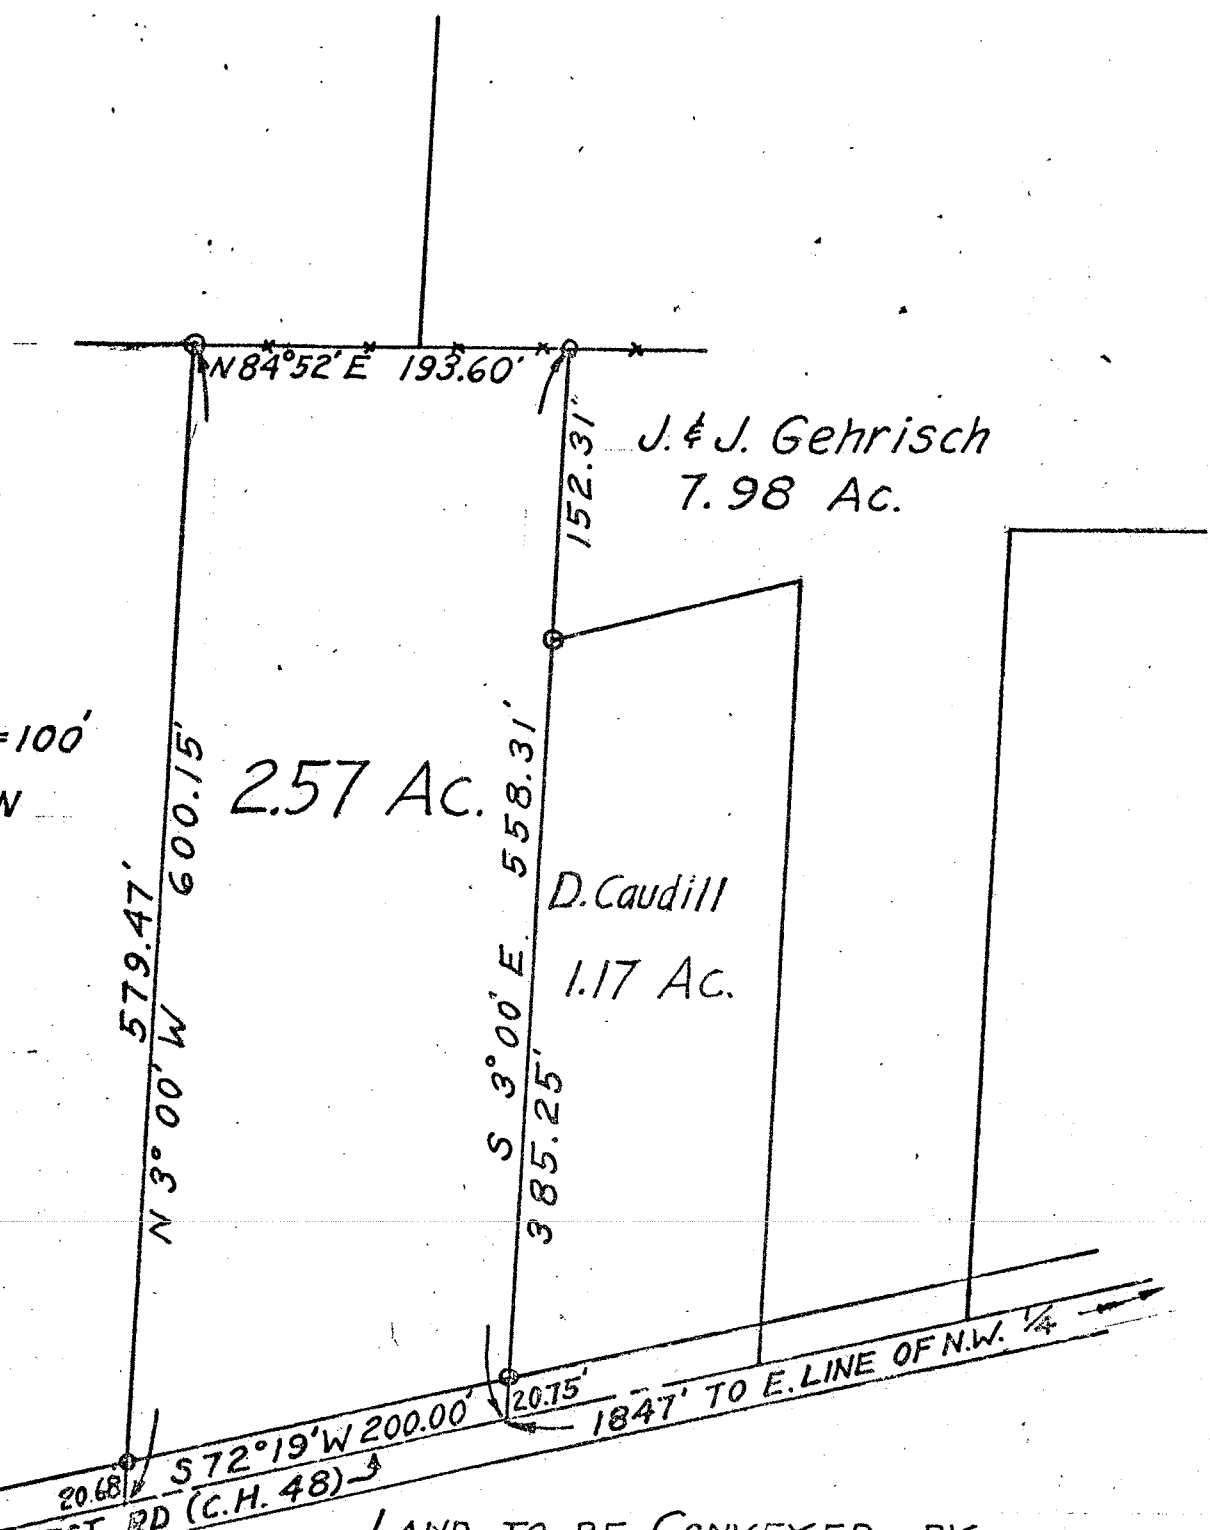 N 84°52' E 193.60'
152.31'
J. & J. Gehrisch
7.98 Ac.
=100'
600.15'
2.57 Ac.
S 3°00' E 558.31'
579.47'
D. Caudill
1.17 Ac.
N 3°00' W
385.25'
20.75'
1847' TO E. LINE OF N.W. 1/4
S 72°19' W 200.00'
20.68'
RD (C.H. 48)
LAND TO BE CONVEYED BY